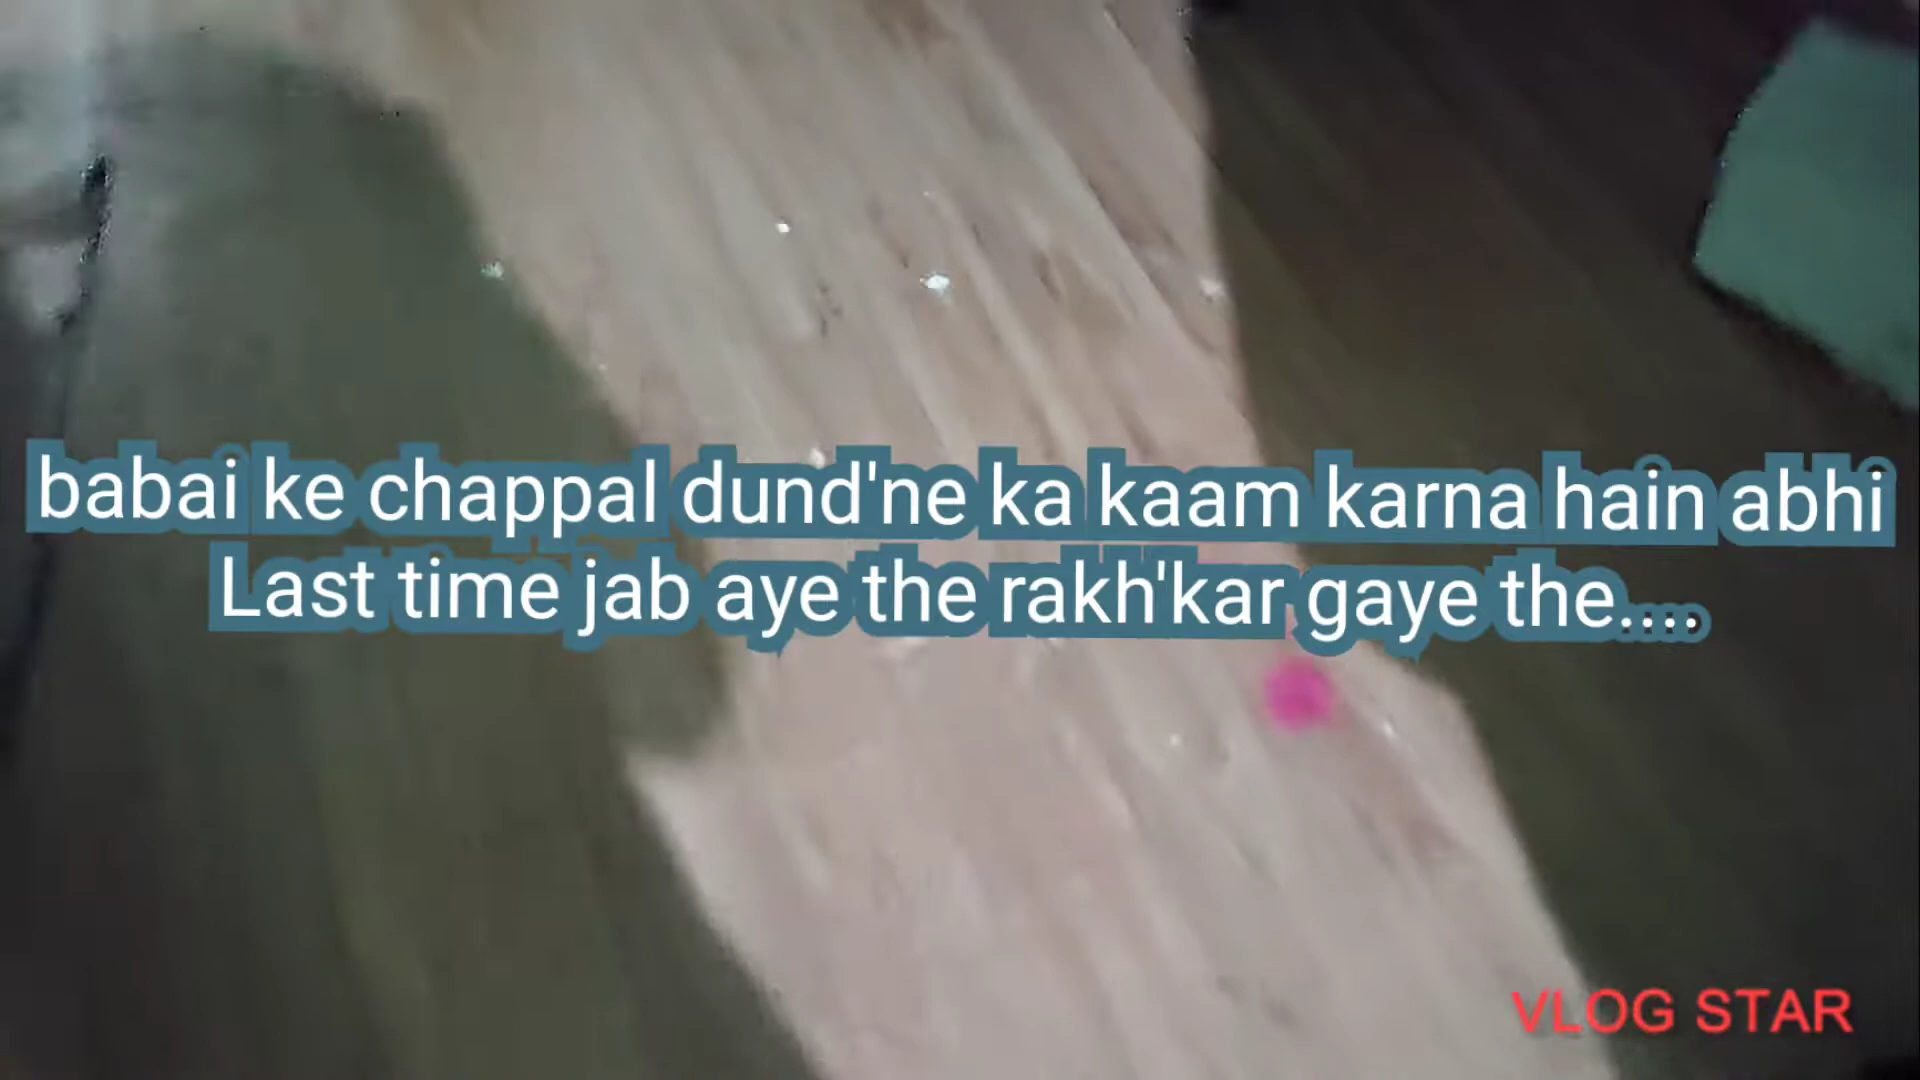 babai ke chappal dund'ne ka kaam karna hain abhi
Last time jab aye the rakh'kar gaye the....
VLOG STAR